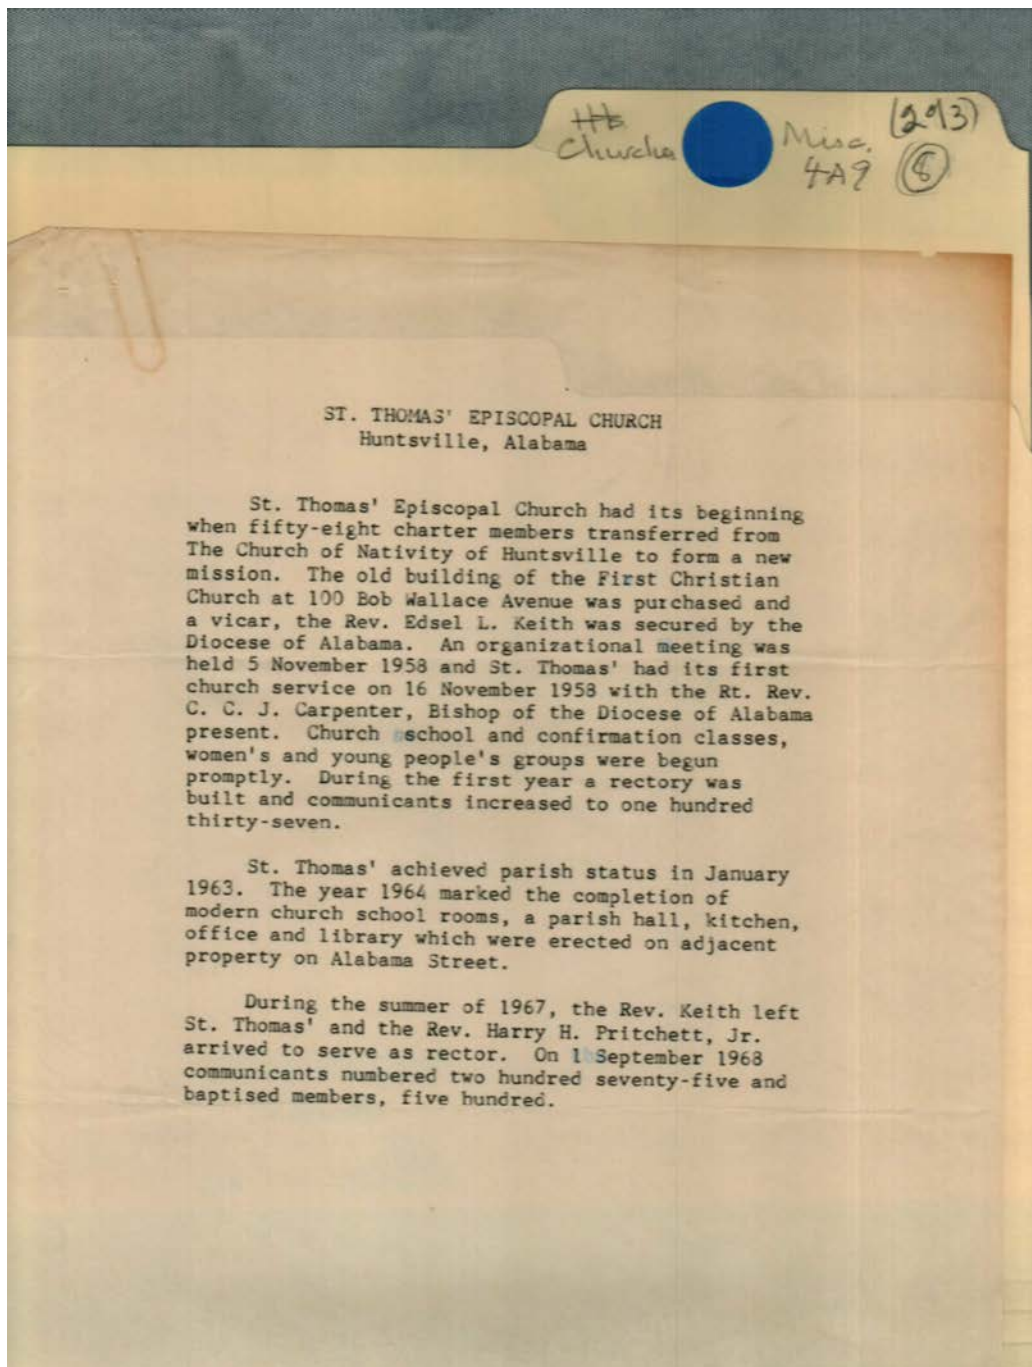 Churches
Misc.
4A9
(293)
8
ST. THOMAS' EPISCOPAL CHURCH
Huntsville, Alabama
St. Thomas' Episcopal Church had its beginning
when fifty-eight charter members transferred from
The Church of Nativity of Huntsville to form a new
mission. The old building of the First Christian
Church at 100 Bob Wallace Avenue was purchased and
a vicar, the Rev. Edsel L. Keith was secured by the
Diocese of Alabama. An organizational meeting was
held 5 November 1958 and St. Thomas' had its first
church service on 16 November 1958 with the Rt. Rev.
C. C. J. Carpenter, Bishop of the Diocese of Alabama
present. Church school and confirmation classes,
women's and young people's groups were begun
promptly. During the first year a rectory was
built and communicants increased to one hundred
thirty-seven.
St. Thomas' achieved parish status in January
1963. The year 1964 marked the completion of
modern church school rooms, a parish hall, kitchen,
office and library which were erected on adjacent
property on Alabama Street.
During the summer of 1967, the Rev. Keith left
St. Thomas' and the Rev. Harry H. Pritchett, Jr.
arrived to serve as rector. On 1 September 1968
communicants numbered two hundred seventy-five and
baptised members, five hundred.